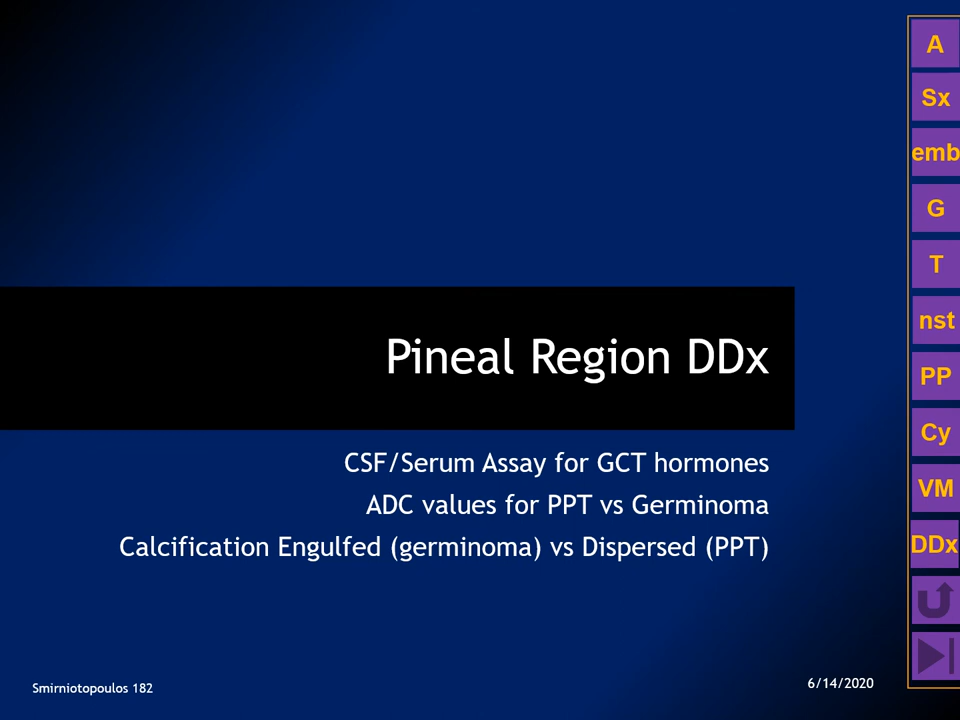 A
Sx
emb
G
T
nst
PP
Cy
VM
DDx
Pineal Region DDx
CSF/Serum Assay for GCT hormones
ADC values for PPT vs Germinoma
Calcification Engulfed (germinoma) vs Dispersed (PPT)
Smirniotopoulos 182
6/14/2020